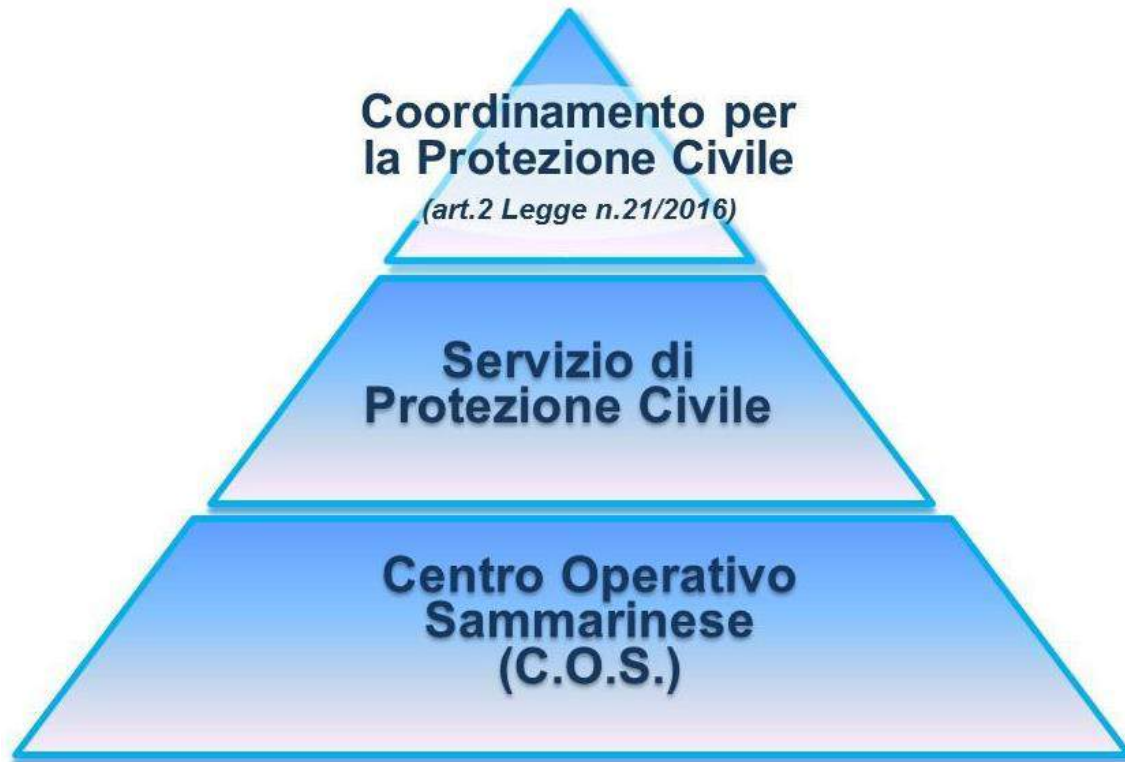 Coordinamento per
la Protezione Civile
(art.2 Legge n.21/2016)
Servizio di
Protezione Civile
Centro Operativo
Sammarinese
(C.O.S.)